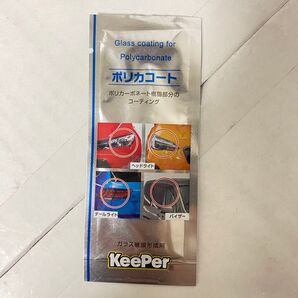 Glass coating for
Polycarbonate
ポリカコート
ポリカーボネート樹脂部分の
コーティング
ヘッドライト
テールライト
バイザー
ガラス被膜形成剤
KeePer®